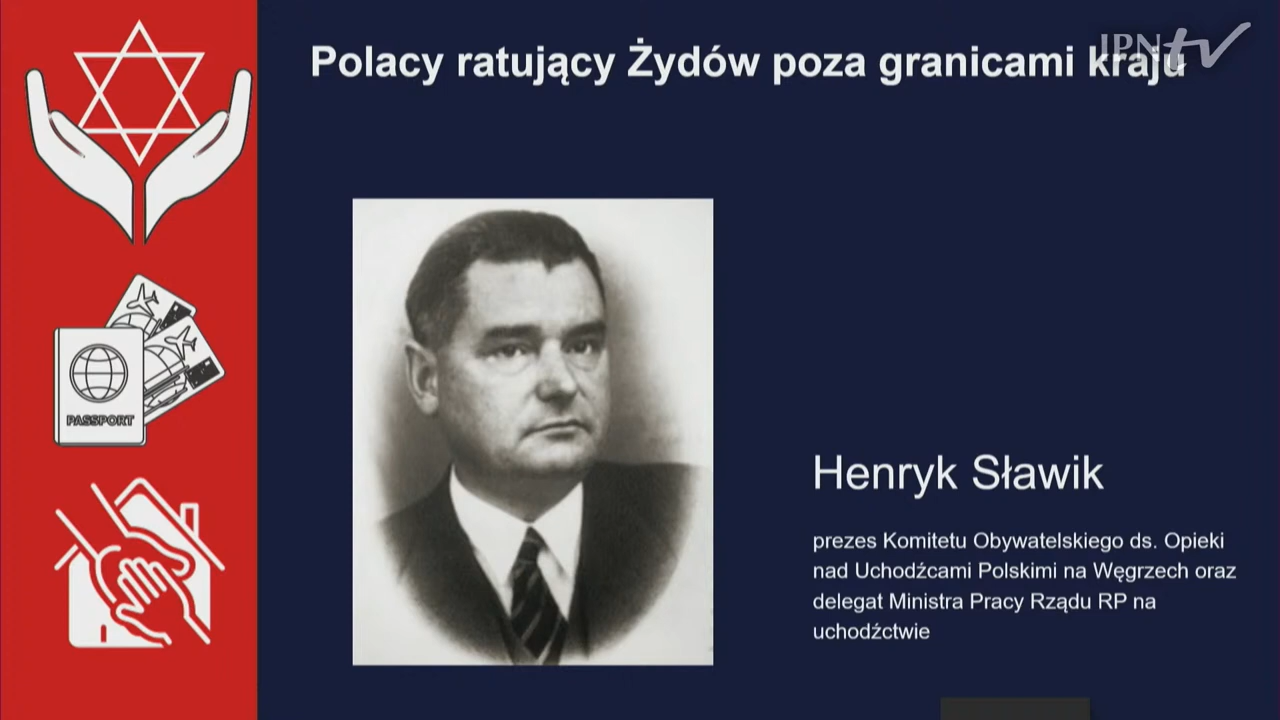 Polacy ratujący Żydów poza granicami kraju
IPNtv
PASSPORT
Henryk Sławik
prezes Komitetu Obywatelskiego ds. Opieki
nad Uchodźcami Polskimi na Węgrzech oraz
delegat Ministra Pracy Rządu RP na
uchodźctwie